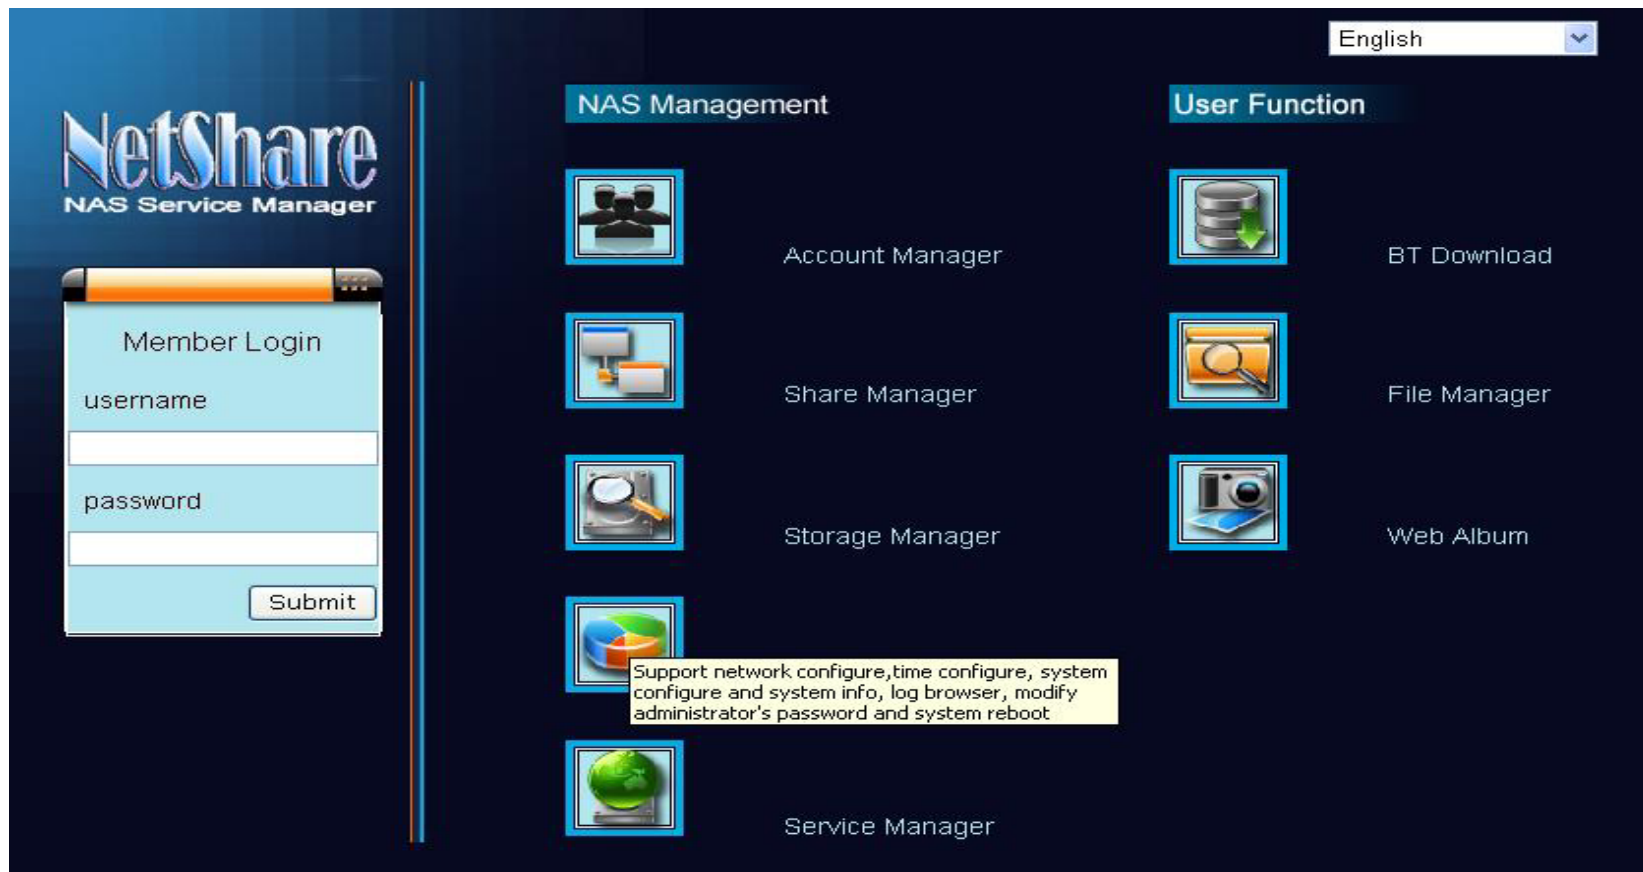 English
NetShare
NAS Service Manager
Member Login
username
password
Submit
NAS Management
Account Manager
Share Manager
Storage Manager
Support network configure,time configure, system
configure and system info, log browser, modify
administrator's password and system reboot
Service Manager
User Function
BT Download
File Manager
Web Album